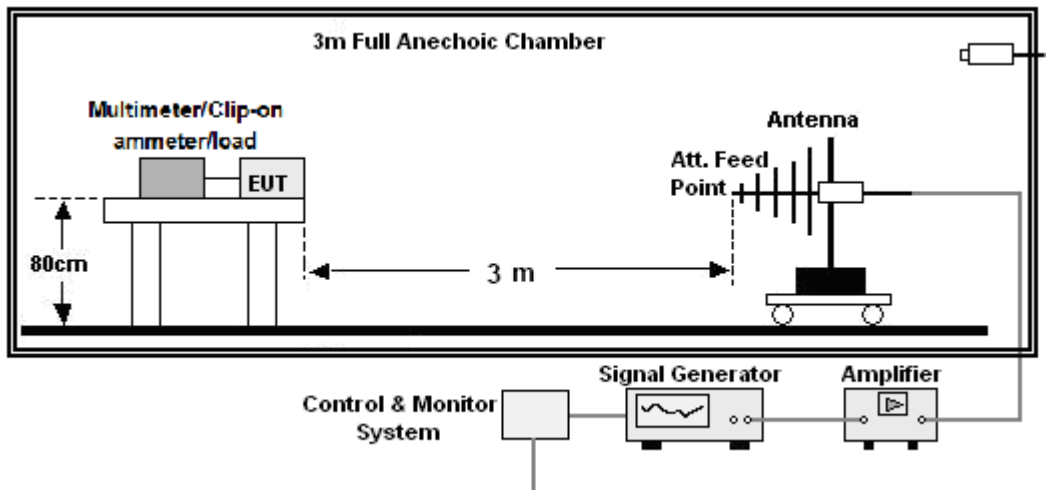 3m Full Anechoic Chamber
Multimeter/Clip-on
ammeter/load
EUT
80cm
3 m
Antenna
Att. Feed
Point
Signal Generator
Amplifier
Control & Monitor
System